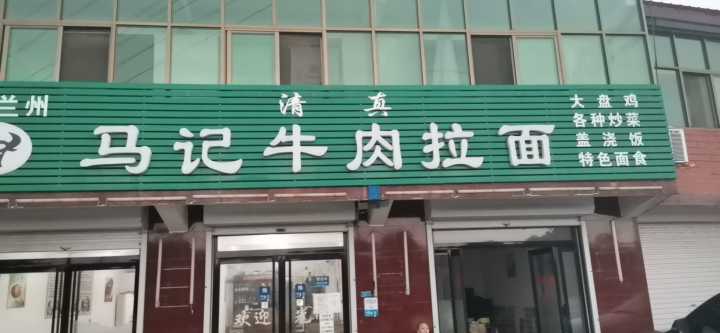 兰州
清真
马记牛肉拉面
大盘鸡
各种炒菜
盖浇饭
特色面食
欢迎